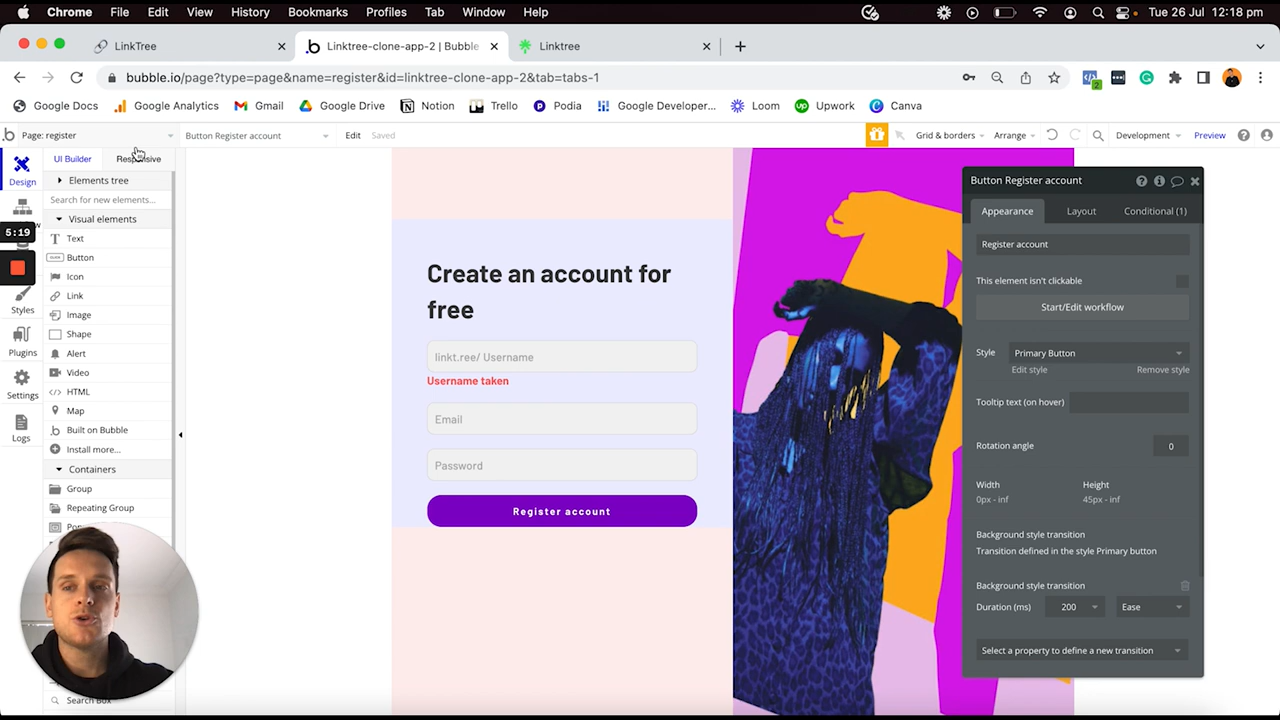 Chrome File Edit View History Bookmarks Profiles Tab Window Help Tue 26 Jul 12:18 pm
LinkTree Linktree-clone-app-2 | Bubble Linktree
bubble.io/page?type=page&name=register&id=linktree-clone-app-2&tab=tabs-1
2
Google Docs Google Analytics Gmail Google Drive Notion Trello Podia Google Developer... Loom Upwork Canva
Page: register Button Register account Edit Saved Grid & borders Arrange Development Preview
Design
5:19
Styles
Plugins
Settings
Logs
UI Builder Responsive
Elements tree
Search for new elements...
Visual elements
Text
CLICK Button
Icon
Link
Image
Shape
Alert
Video
HTML
Map
Built on Bubble
Install more...
Containers
Group
Repeating Group
Search Box
Create an account for
free
linkt.ree/ Username
Username taken
Email
Password
Register account
Button Register account
Appearance Layout Conditional (1)
Register account
This element isn't clickable
Start/Edit workflow
Style Primary Button
Edit style Remove style
Tooltip text (on hover)
Rotation angle 0
Width Height
0px - inf 45px - inf
Background style transition
Transition defined in the style Primary button
Background style transition
Duration (ms) 200 Ease
Select a property to define a new transition